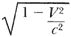 √(1 − V²/c²)